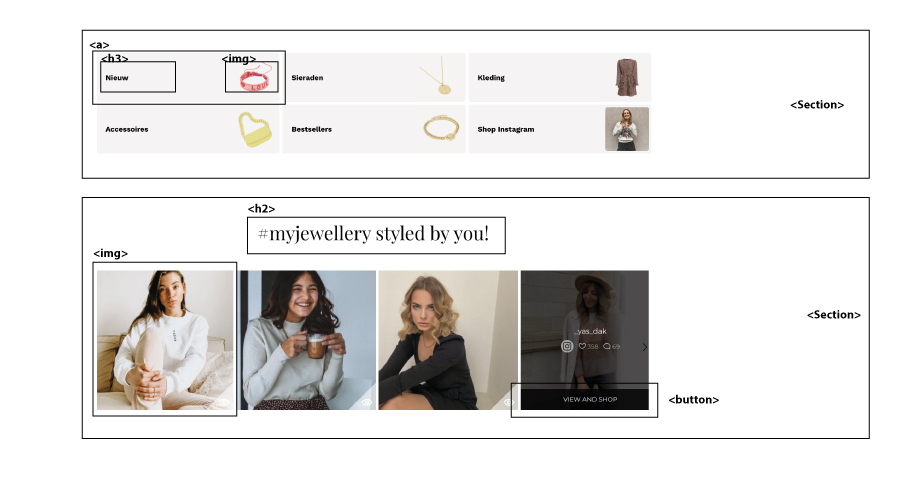 <a>
<h3>
<img>
Nieuw
Sieraden
Kleding
<Section>
Accessoires
Bestsellers
Shop Instagram
<h2>
#myjewellery styled by you!
<img>
<Section>
_yas_dak
358
69
VIEW AND SHOP
<button>